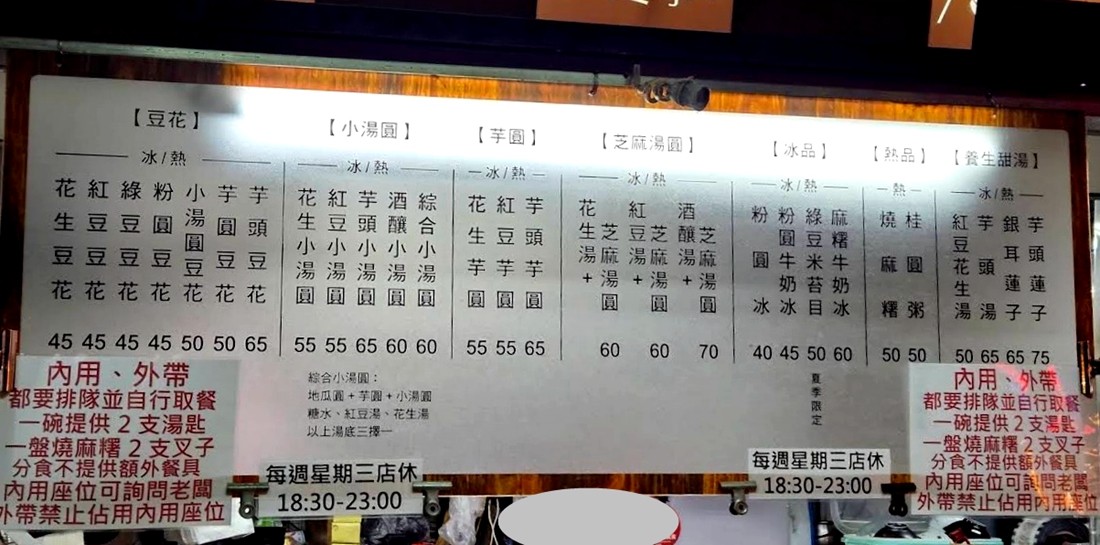 【豆花】
冰/熱
花生豆花 45
紅豆豆花 45
綠豆豆花 45
粉圓豆花 45
小湯圓豆花 50
芋圓豆花 50
芋頭豆花 65
【小湯圓】
冰/熱
花生小湯圓 55
紅豆小湯圓 55
芋頭小湯圓 65
酒釀小湯圓 60
綜合小湯圓 60
綜合小湯圓：
地瓜圓+芋圓+小湯圓
糖水、紅豆湯、花生湯
以上湯底三擇一
【芋圓】
冰/熱
花生芋圓 55
紅豆芋圓 55
芋頭芋圓 65
【芝麻湯圓】
冰/熱
花生湯+芝麻湯圓 60
紅豆湯+芝麻湯圓 60
酒釀湯+芝麻湯圓 70
【冰品】
冰/熱
粉圓冰 40
粉圓牛奶冰 45
綠豆米苔目 50
麻糬牛奶冰 60
夏季限定
【熱品】
熱
燒麻糬 50
桂圓粥 50
【養生甜湯】
冰/熱
紅豆花生湯 50
芋頭湯 65
銀耳蓮子 65
芋頭蓮子 75
內用、外帶
都要排隊並自行取餐
一碗提供2支湯匙
一盤燒麻糬2支叉子
分食不提供額外餐具
內用座位可詢問老闆
外帶禁止佔用內用座位
每週星期三店休
18:30-23:00
每週星期三店休
18:30-23:00
內用、外帶
都要排隊並自行取餐
一碗提供2支湯匙
一盤燒麻糬2支叉子
分食不提供額外餐具
內用座位可詢問老闆
外帶禁止佔用內用座位